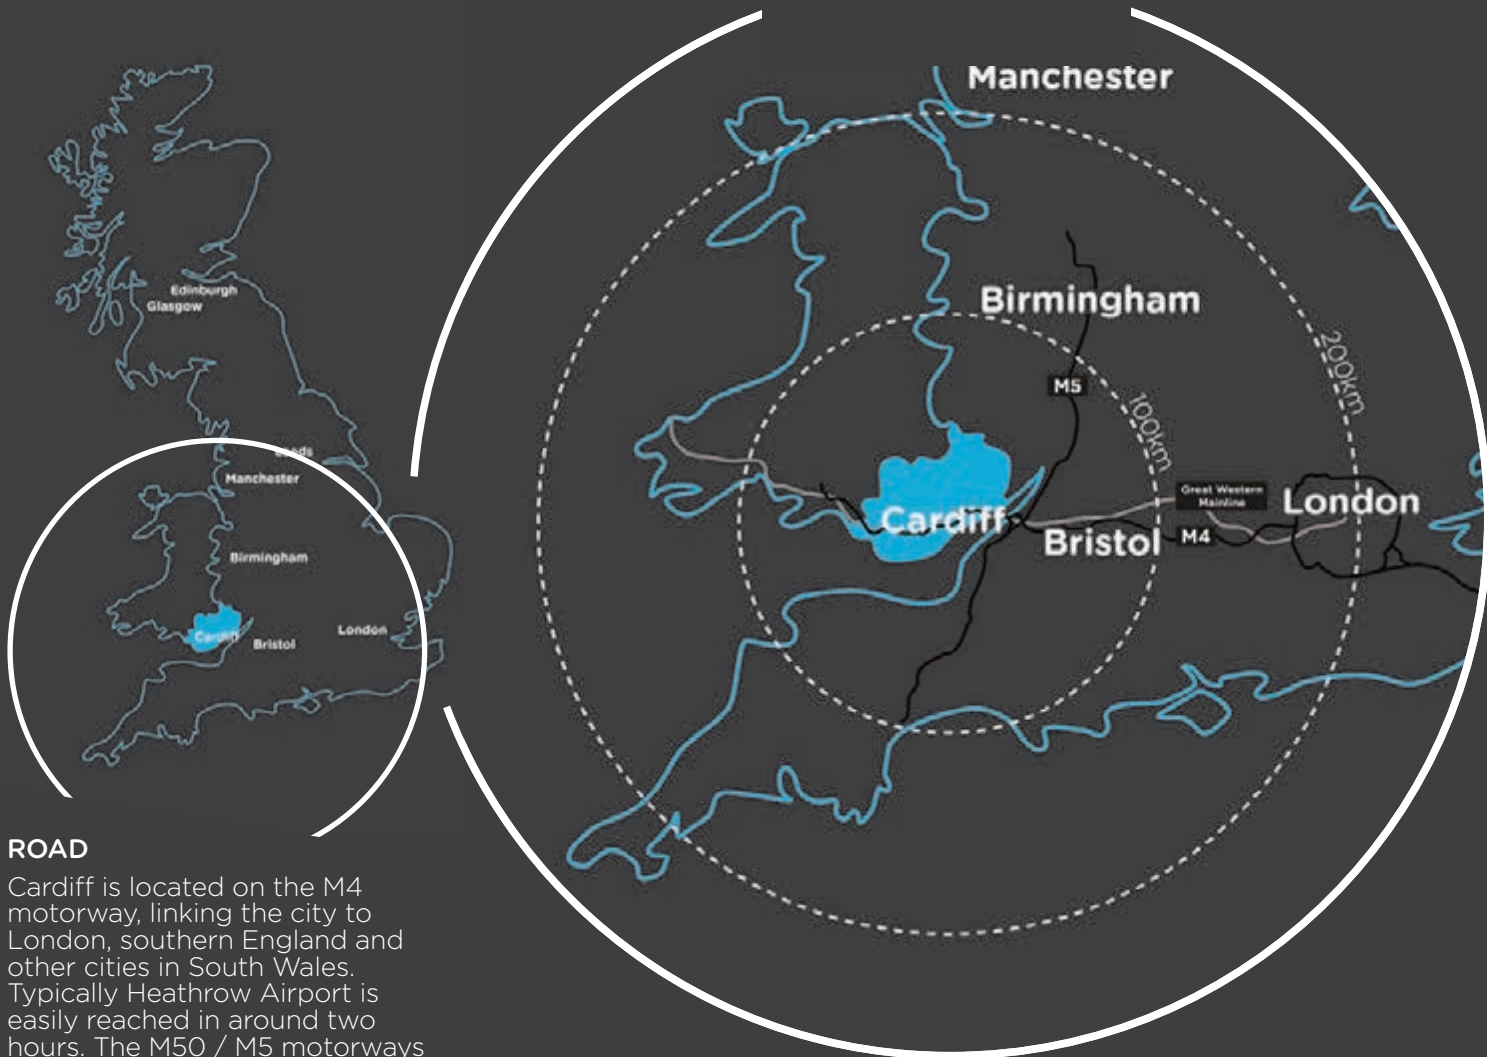 Edinburgh
Glasgow
Leeds
Manchester
Birmingham
Cardiff
Bristol
London
Manchester
Birmingham
M5
100km
200km
Great Western
Mainline
London
Cardiff
Bristol
M4
ROAD
Cardiff is located on the M4
motorway, linking the city to
London, southern England and
other cities in South Wales.
Typically Heathrow Airport is
easily reached in around two
hours. The M50 / M5 motorways